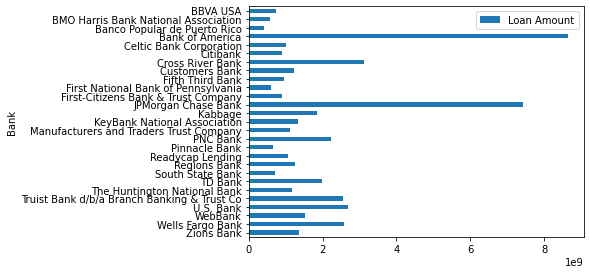 BBVA USA
BMO Harris Bank National Association
Banco Popular de Puerto Rico
Bank of America
Celtic Bank Corporation
Citibank
Cross River Bank
Customers Bank
Fifth Third Bank
First National Bank of Pennsylvania
First-Citizens Bank & Trust Company
JPMorgan Chase Bank
Kabbage
KeyBank National Association
Manufacturers and Traders Trust Company
PNC Bank
Pinnacle Bank
Readycap Lending
Regions Bank
South State Bank
TD Bank
The Huntington National Bank
Truist Bank d/b/a Branch Banking & Trust Co
U.S. Bank
WebBank
Wells Fargo Bank
Zions Bank
Bank
Loan Amount
0 2 4 6 8
1e9